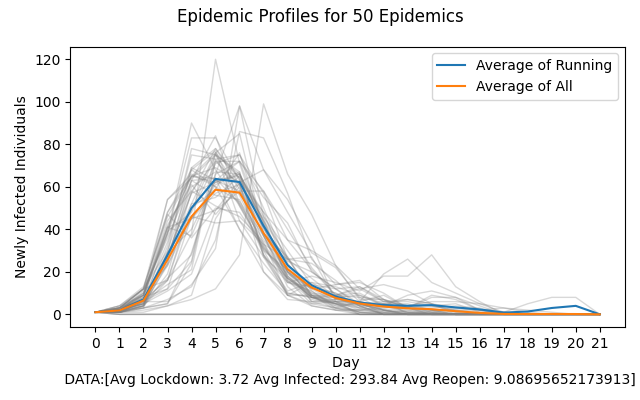 Epidemic Profiles for 50 Epidemics
120
100
80
60
40
20
0
Newly Infected Individuals
Average of Running
Average of All
0 1 2 3 4 5 6 7 8 9 10 11 12 13 14 15 16 17 18 19 20 21
Day
DATA:[Avg Lockdown: 3.72 Avg Infected: 293.84 Avg Reopen: 9.08695652173913]